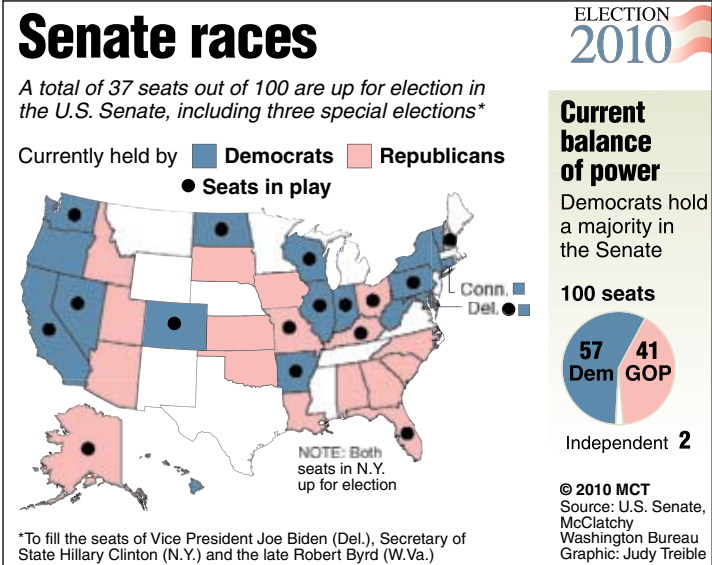 Senate races
ELECTION
2010
A total of 37 seats out of 100 are up for election in
the U.S. Senate, including three special elections*
Currently held by Democrats Republicans
Seats in play
Conn.
Del.
NOTE: Both
seats in N.Y.
up for election
*To fill the seats of Vice President Joe Biden (Del.), Secretary of
State Hillary Clinton (N.Y.) and the late Robert Byrd (W.Va.)
Current
balance
of power
Democrats hold
a majority in
the Senate
100 seats
57
Dem
41
GOP
Independent 2
© 2010 MCT
Source: U.S. Senate,
McClatchy
Washington Bureau
Graphic: Judy Treible